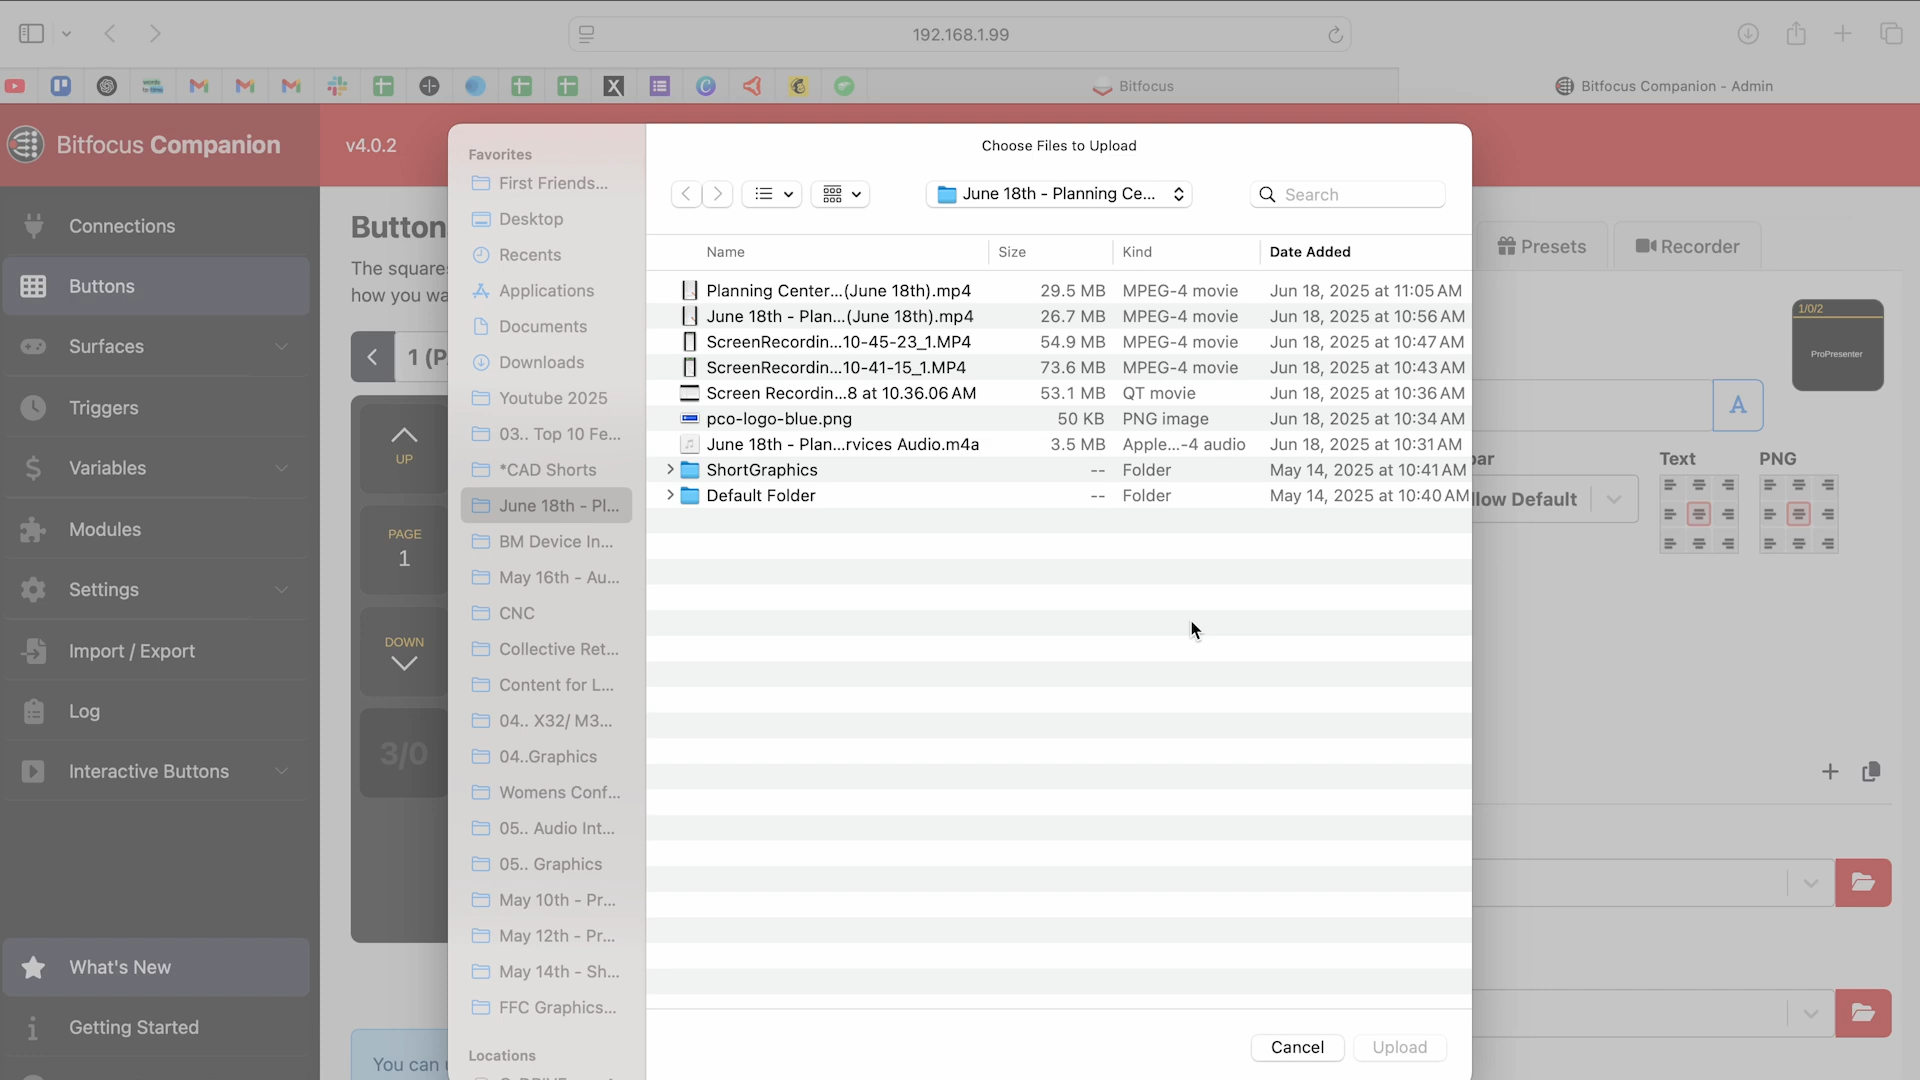 192.168.1.99
Bitfocus
Bitfocus Companion - Admin
Bitfocus Companion
v4.0.2
Connections
Buttons
Surfaces
Triggers
Variables
Modules
Settings
Import / Export
Log
Interactive Buttons
What's New
Getting Started
Button
The square
how you wa
1 (P
UP
PAGE
1
DOWN
3/0
You can u
Favorites
First Friends...
Desktop
Recents
Applications
Documents
Downloads
Youtube 2025
03.. Top 10 Fe...
*CAD Shorts
June 18th - Pl...
BM Device In...
May 16th - Au...
CNC
Collective Ret...
Content for L...
04.. X32/ M3...
04..Graphics
Womens Conf...
05.. Audio Int...
05.. Graphics
May 10th - Pr...
May 12th - Pr...
May 14th - Sh...
FFC Graphics...
Locations
Choose Files to Upload
June 18th - Planning Ce...
Search
Name Size Kind Date Added
Planning Center...(June 18th).mp4 29.5 MB MPEG-4 movie Jun 18, 2025 at 11:05 AM
June 18th - Plan...(June 18th).mp4 26.7 MB MPEG-4 movie Jun 18, 2025 at 10:56 AM
ScreenRecordin...10-45-23_1.MP4 54.9 MB MPEG-4 movie Jun 18, 2025 at 10:47 AM
ScreenRecordin...10-41-15_1.MP4 73.6 MB MPEG-4 movie Jun 18, 2025 at 10:43 AM
Screen Recordin...8 at 10.36.06 AM 53.1 MB QT movie Jun 18, 2025 at 10:36 AM
pco-logo-blue.png 50 KB PNG image Jun 18, 2025 at 10:34 AM
June 18th - Plan...rvices Audio.m4a 3.5 MB Apple...-4 audio Jun 18, 2025 at 10:31 AM
ShortGraphics -- Folder May 14, 2025 at 10:41 AM
Default Folder -- Folder May 14, 2025 at 10:40 AM
Cancel
Upload
Presets
Recorder
1/0/2
ProPresenter
A
bar
Text
PNG
llow Default